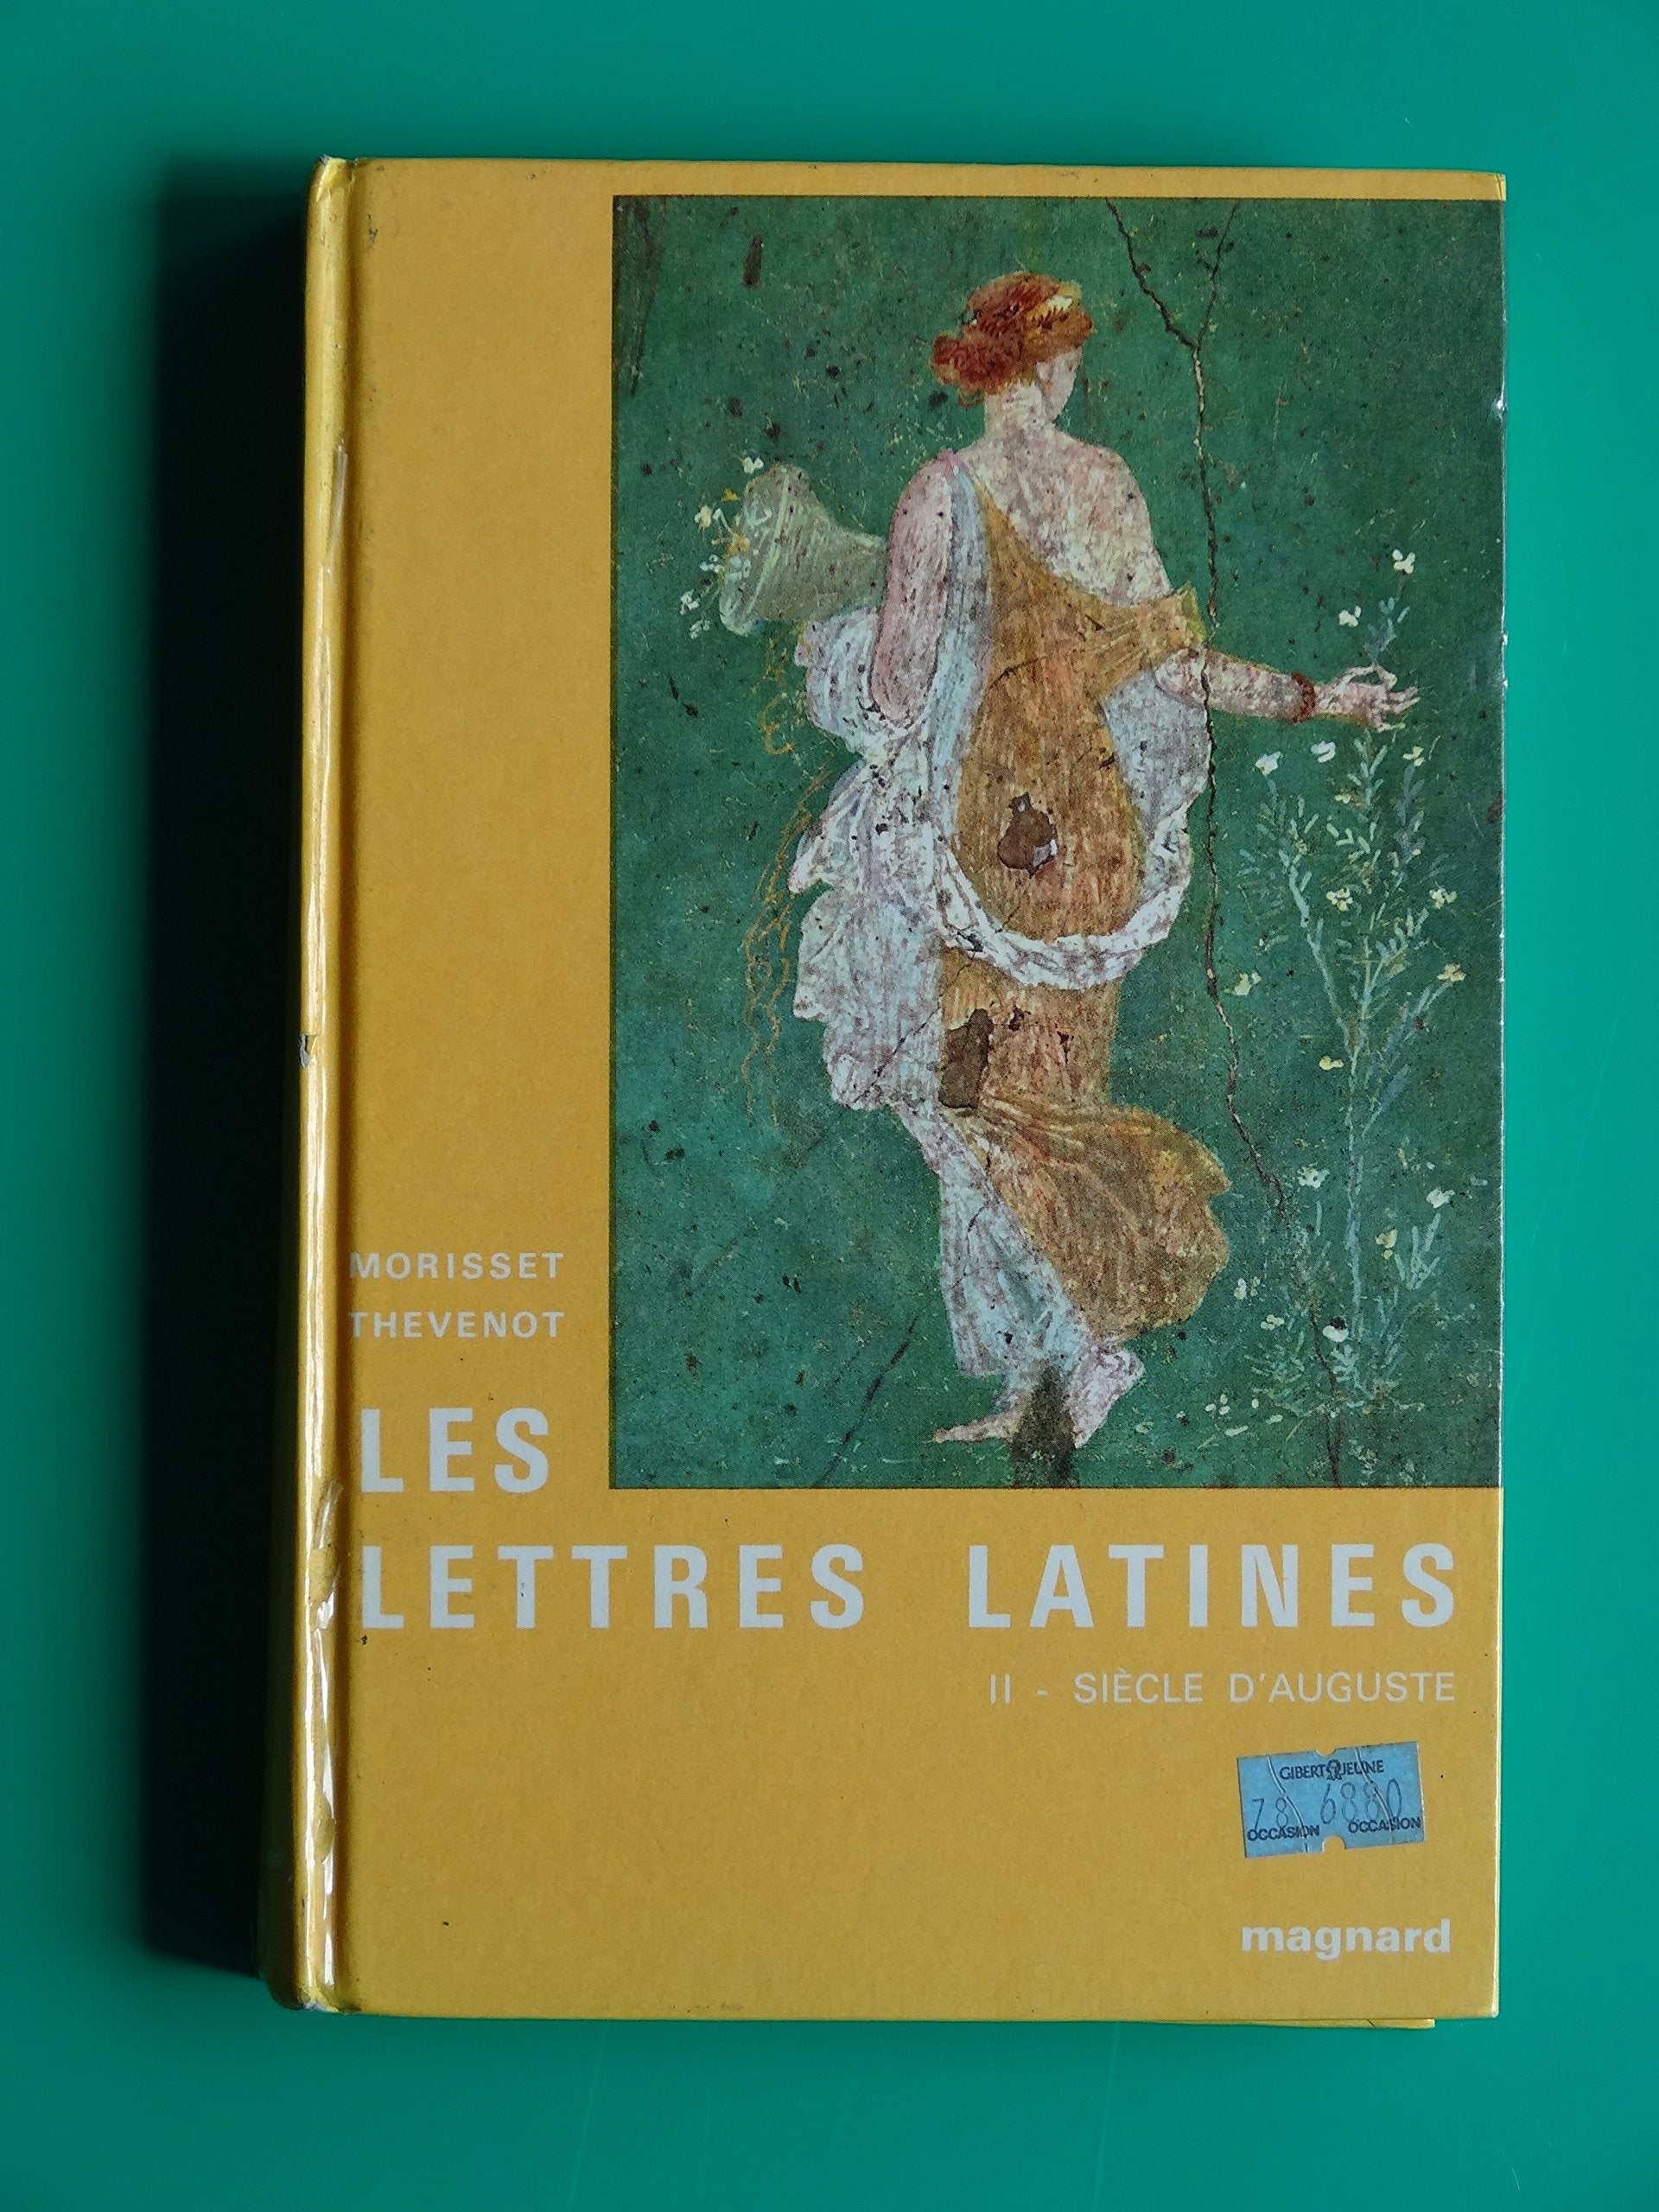 MORISSET
THEVENOT
LES
LETTRES LATINES
II - SIÈCLE D'AUGUSTE
GIBERT JEUNE
78 6880
OCCASION OCCASION
magnard